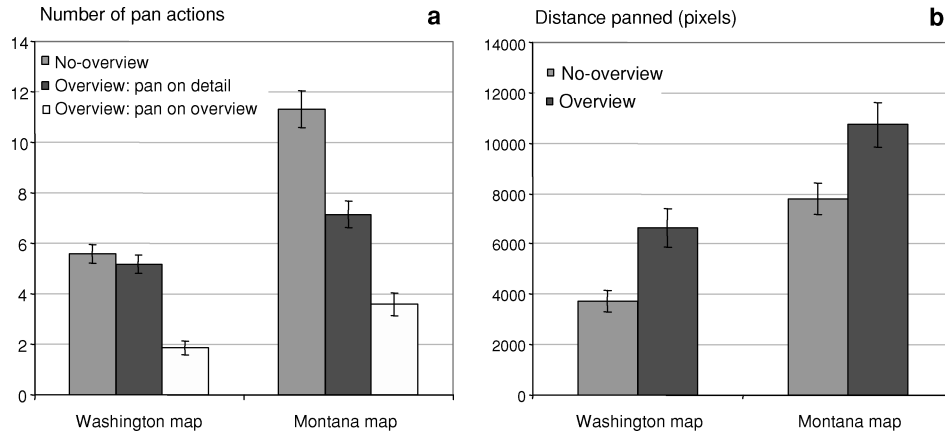 Number of pan actions
a
14
12
10
8
6
4
2
0
No-overview
Overview: pan on detail
Overview: pan on overview
Washington map
Montana map
Distance panned (pixels)
b
14000
12000
10000
8000
6000
4000
2000
0
No-overview
Overview
Washington map
Montana map